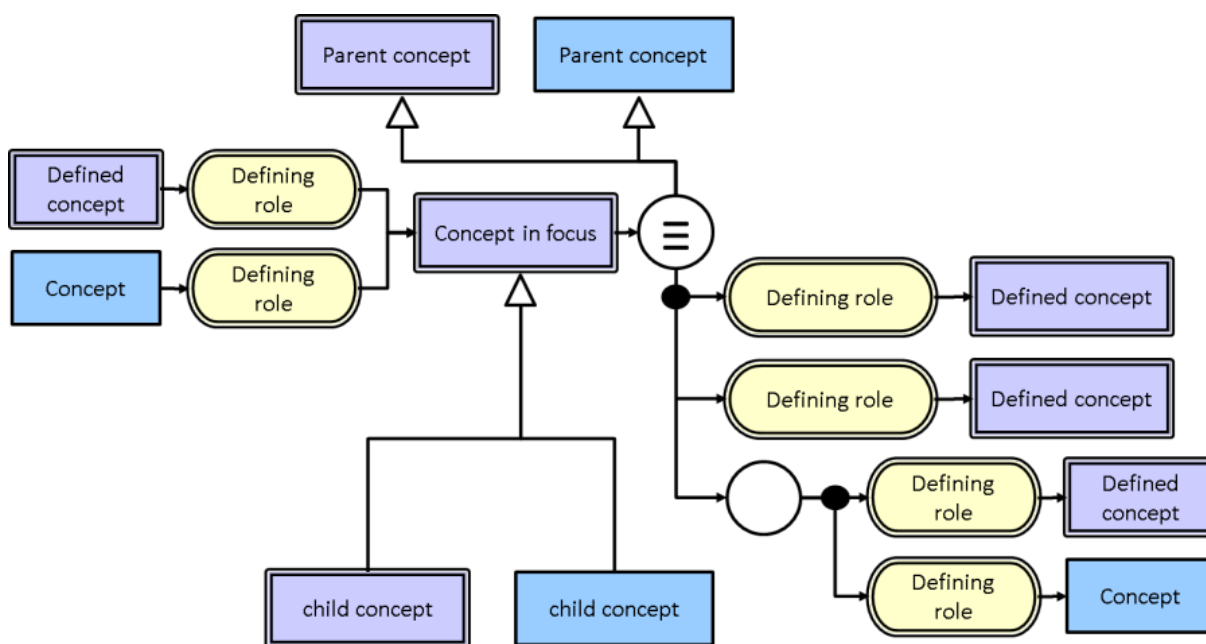 Parent concept
Parent concept
Defined
concept
Defining
role
Concept in focus
Concept
Defining
role
Defining role
Defined concept
Defining role
Defined concept
Defining
role
Defined
concept
child concept
child concept
Defining
role
Concept